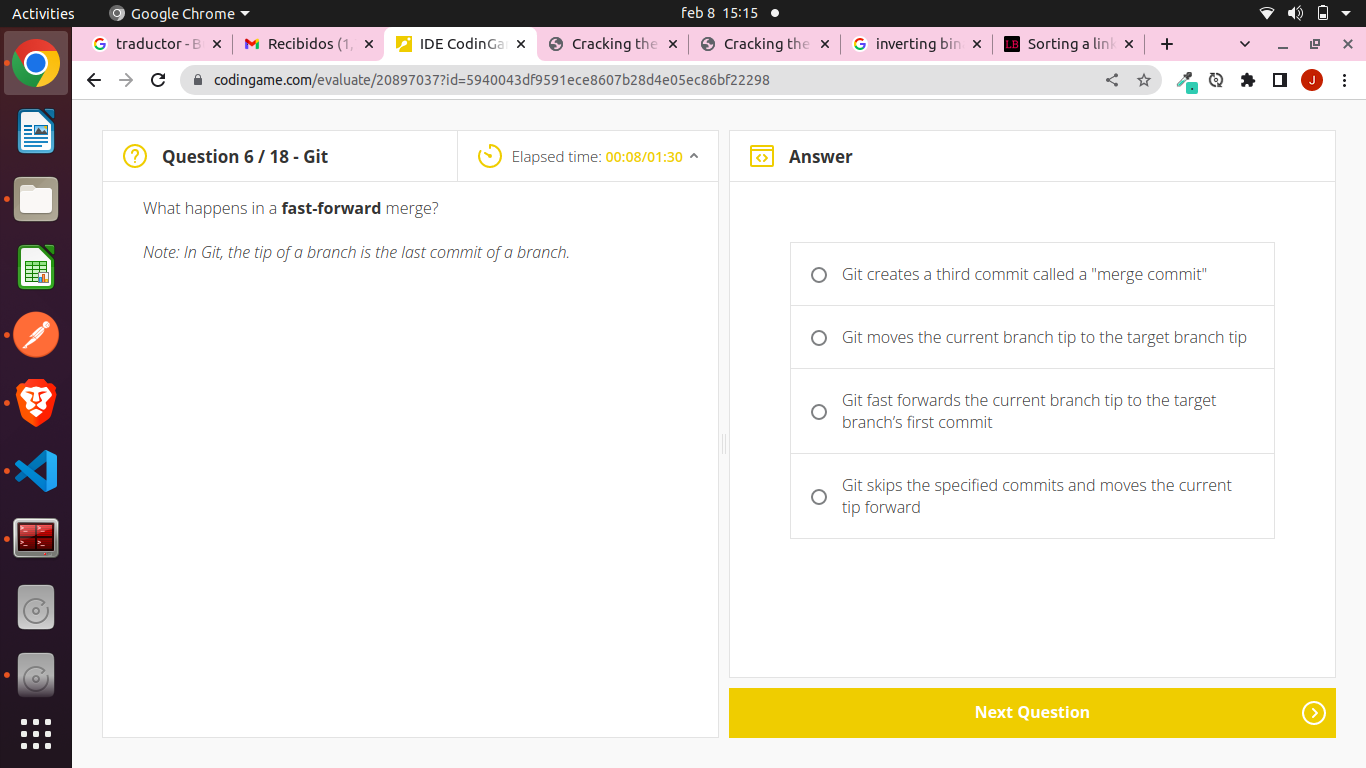 Activities
Google Chrome
feb 8 15:15
traductor - B
Recibidos (1,
IDE CodinGa
Cracking the
Cracking the
inverting bin
LB
Sorting a link
codingame.com/evaluate/20897037?id=5940043df9591ece8607b28d4e05ec86bf22298
J
Question 6 / 18 - Git
Elapsed time: 00:08/01:30
Answer
What happens in a fast-forward merge?
Note: In Git, the tip of a branch is the last commit of a branch.
Git creates a third commit called a "merge commit"
Git moves the current branch tip to the target branch tip
Git fast forwards the current branch tip to the target
branch’s first commit
Git skips the specified commits and moves the current
tip forward
Next Question